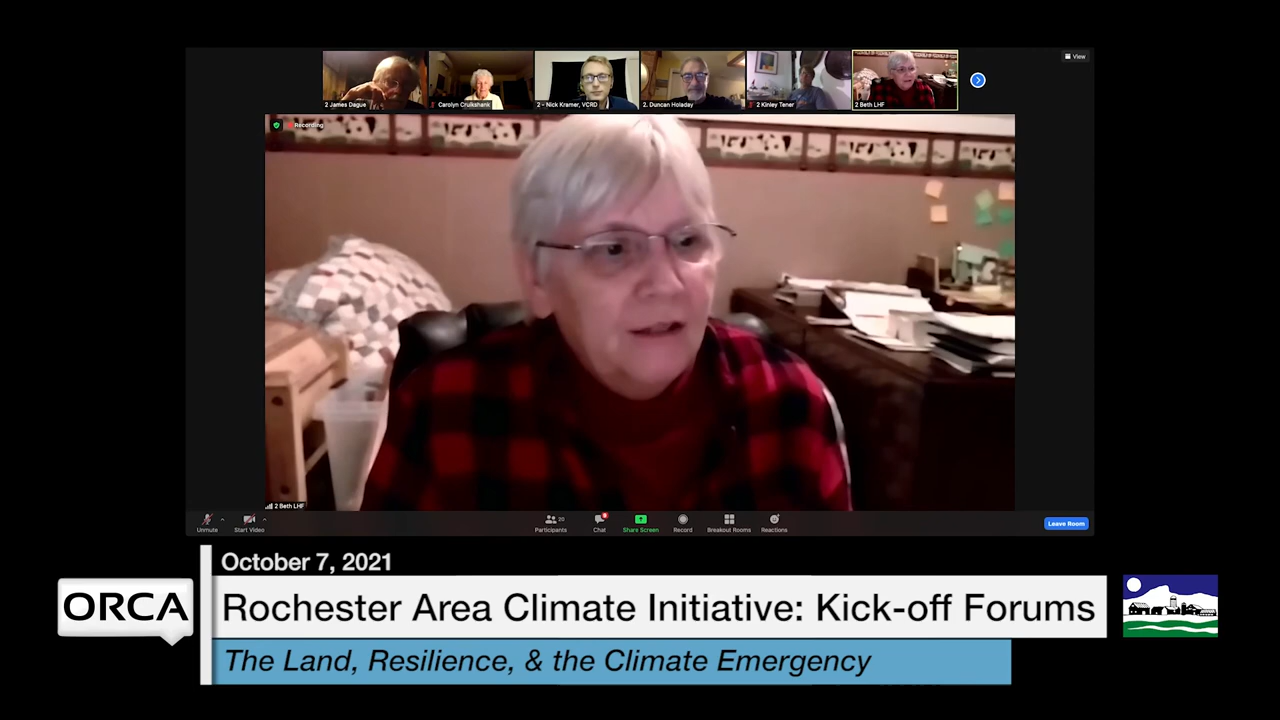 View
2 James Dague
Carolyn Cruikshank
2 - Nick Kramer, VCRD
2. Duncan Holaday
2 Kinley Tener
2 Beth LHF
Recording
2 Beth LHF
Unmute
Start Video
Participants
20
Chat
Share Screen
Record
Breakout Rooms
Reactions
Leave Room
October 7, 2021
ORCA
Rochester Area Climate Initiative: Kick-off Forums
The Land, Resilience, & the Climate Emergency